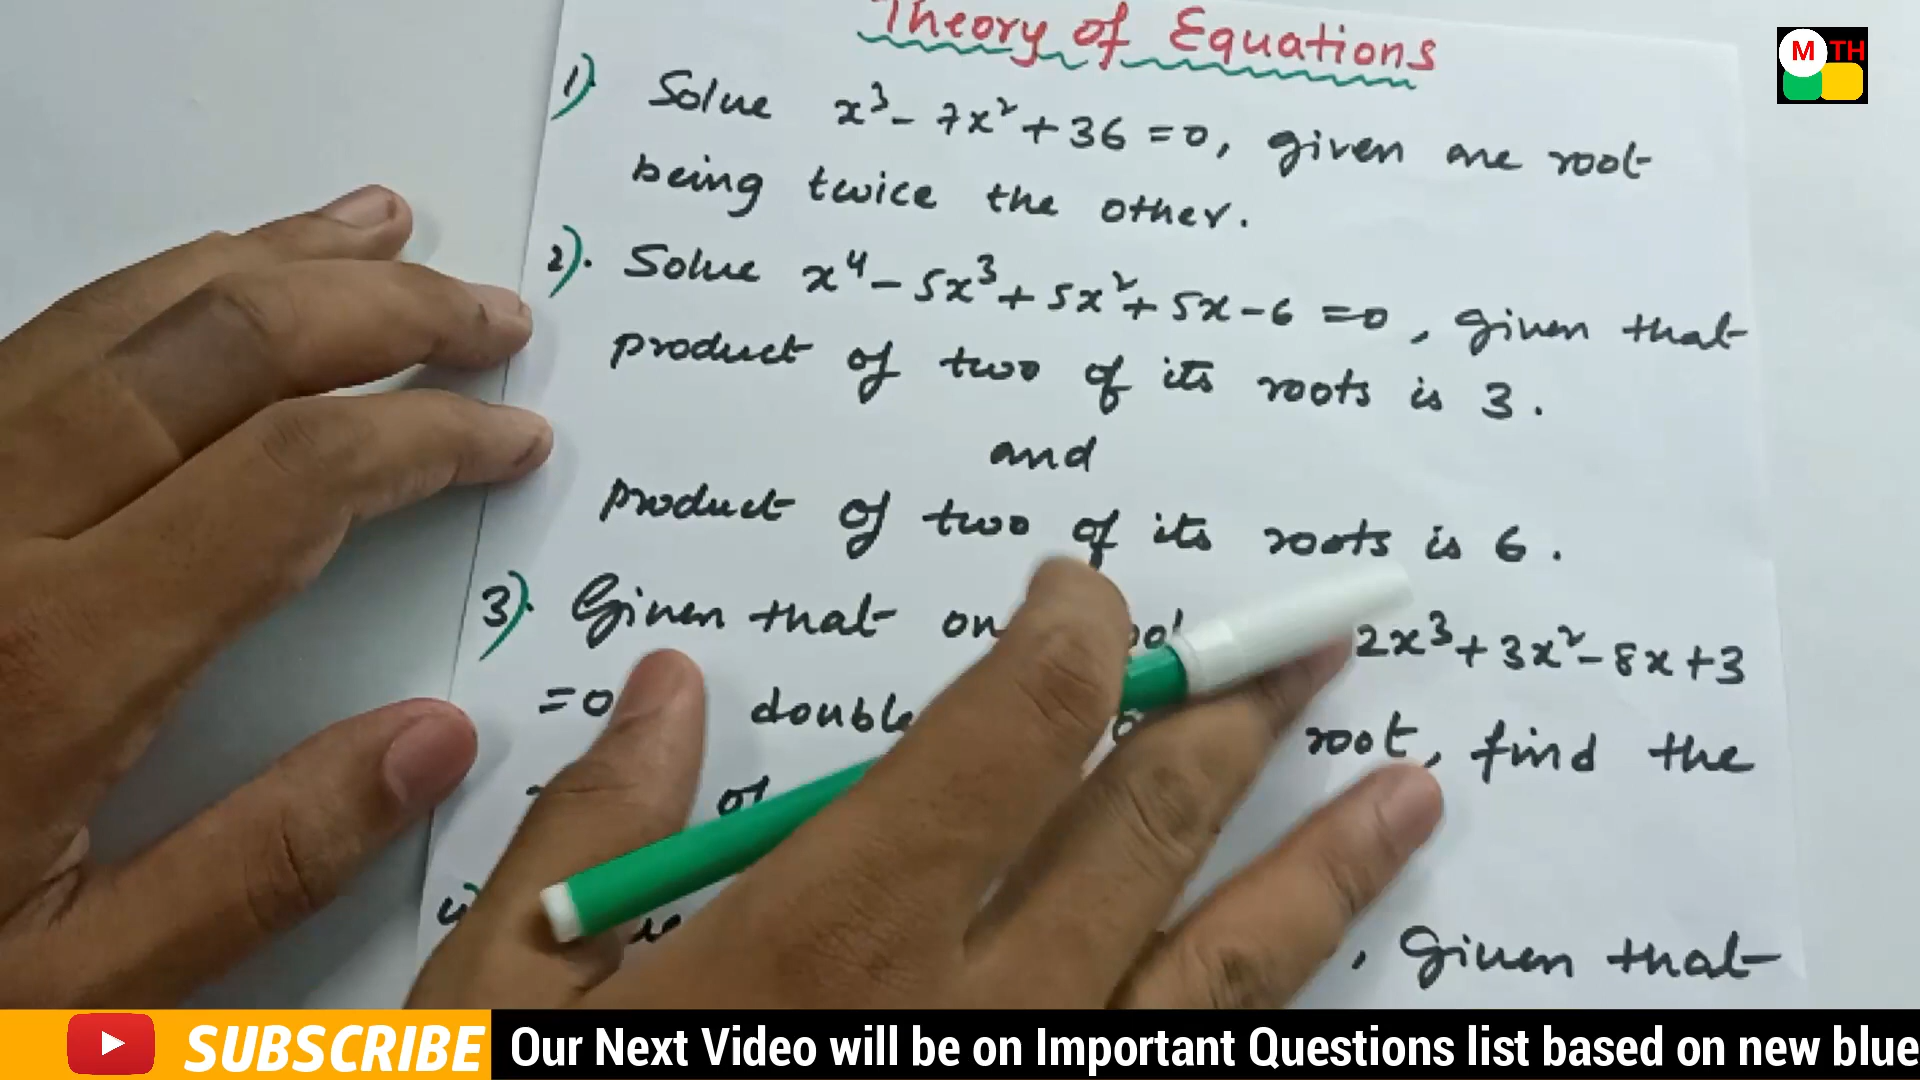 Theory of Equations
M TH
1). Solve x³ - 7x² + 36 = 0, given one root
being twice the other.
2). Solve x⁴ - 5x³ + 5x² + 5x - 6 = 0, given that
product of two of its roots is 3.
and
product of two of its roots is 6.
3). Given that 2x³ + 3x² - 8x + 3
= 0 double root, find the
of
, Given that
SUBSCRIBE Our Next Video will be on Important Questions list based on new blue